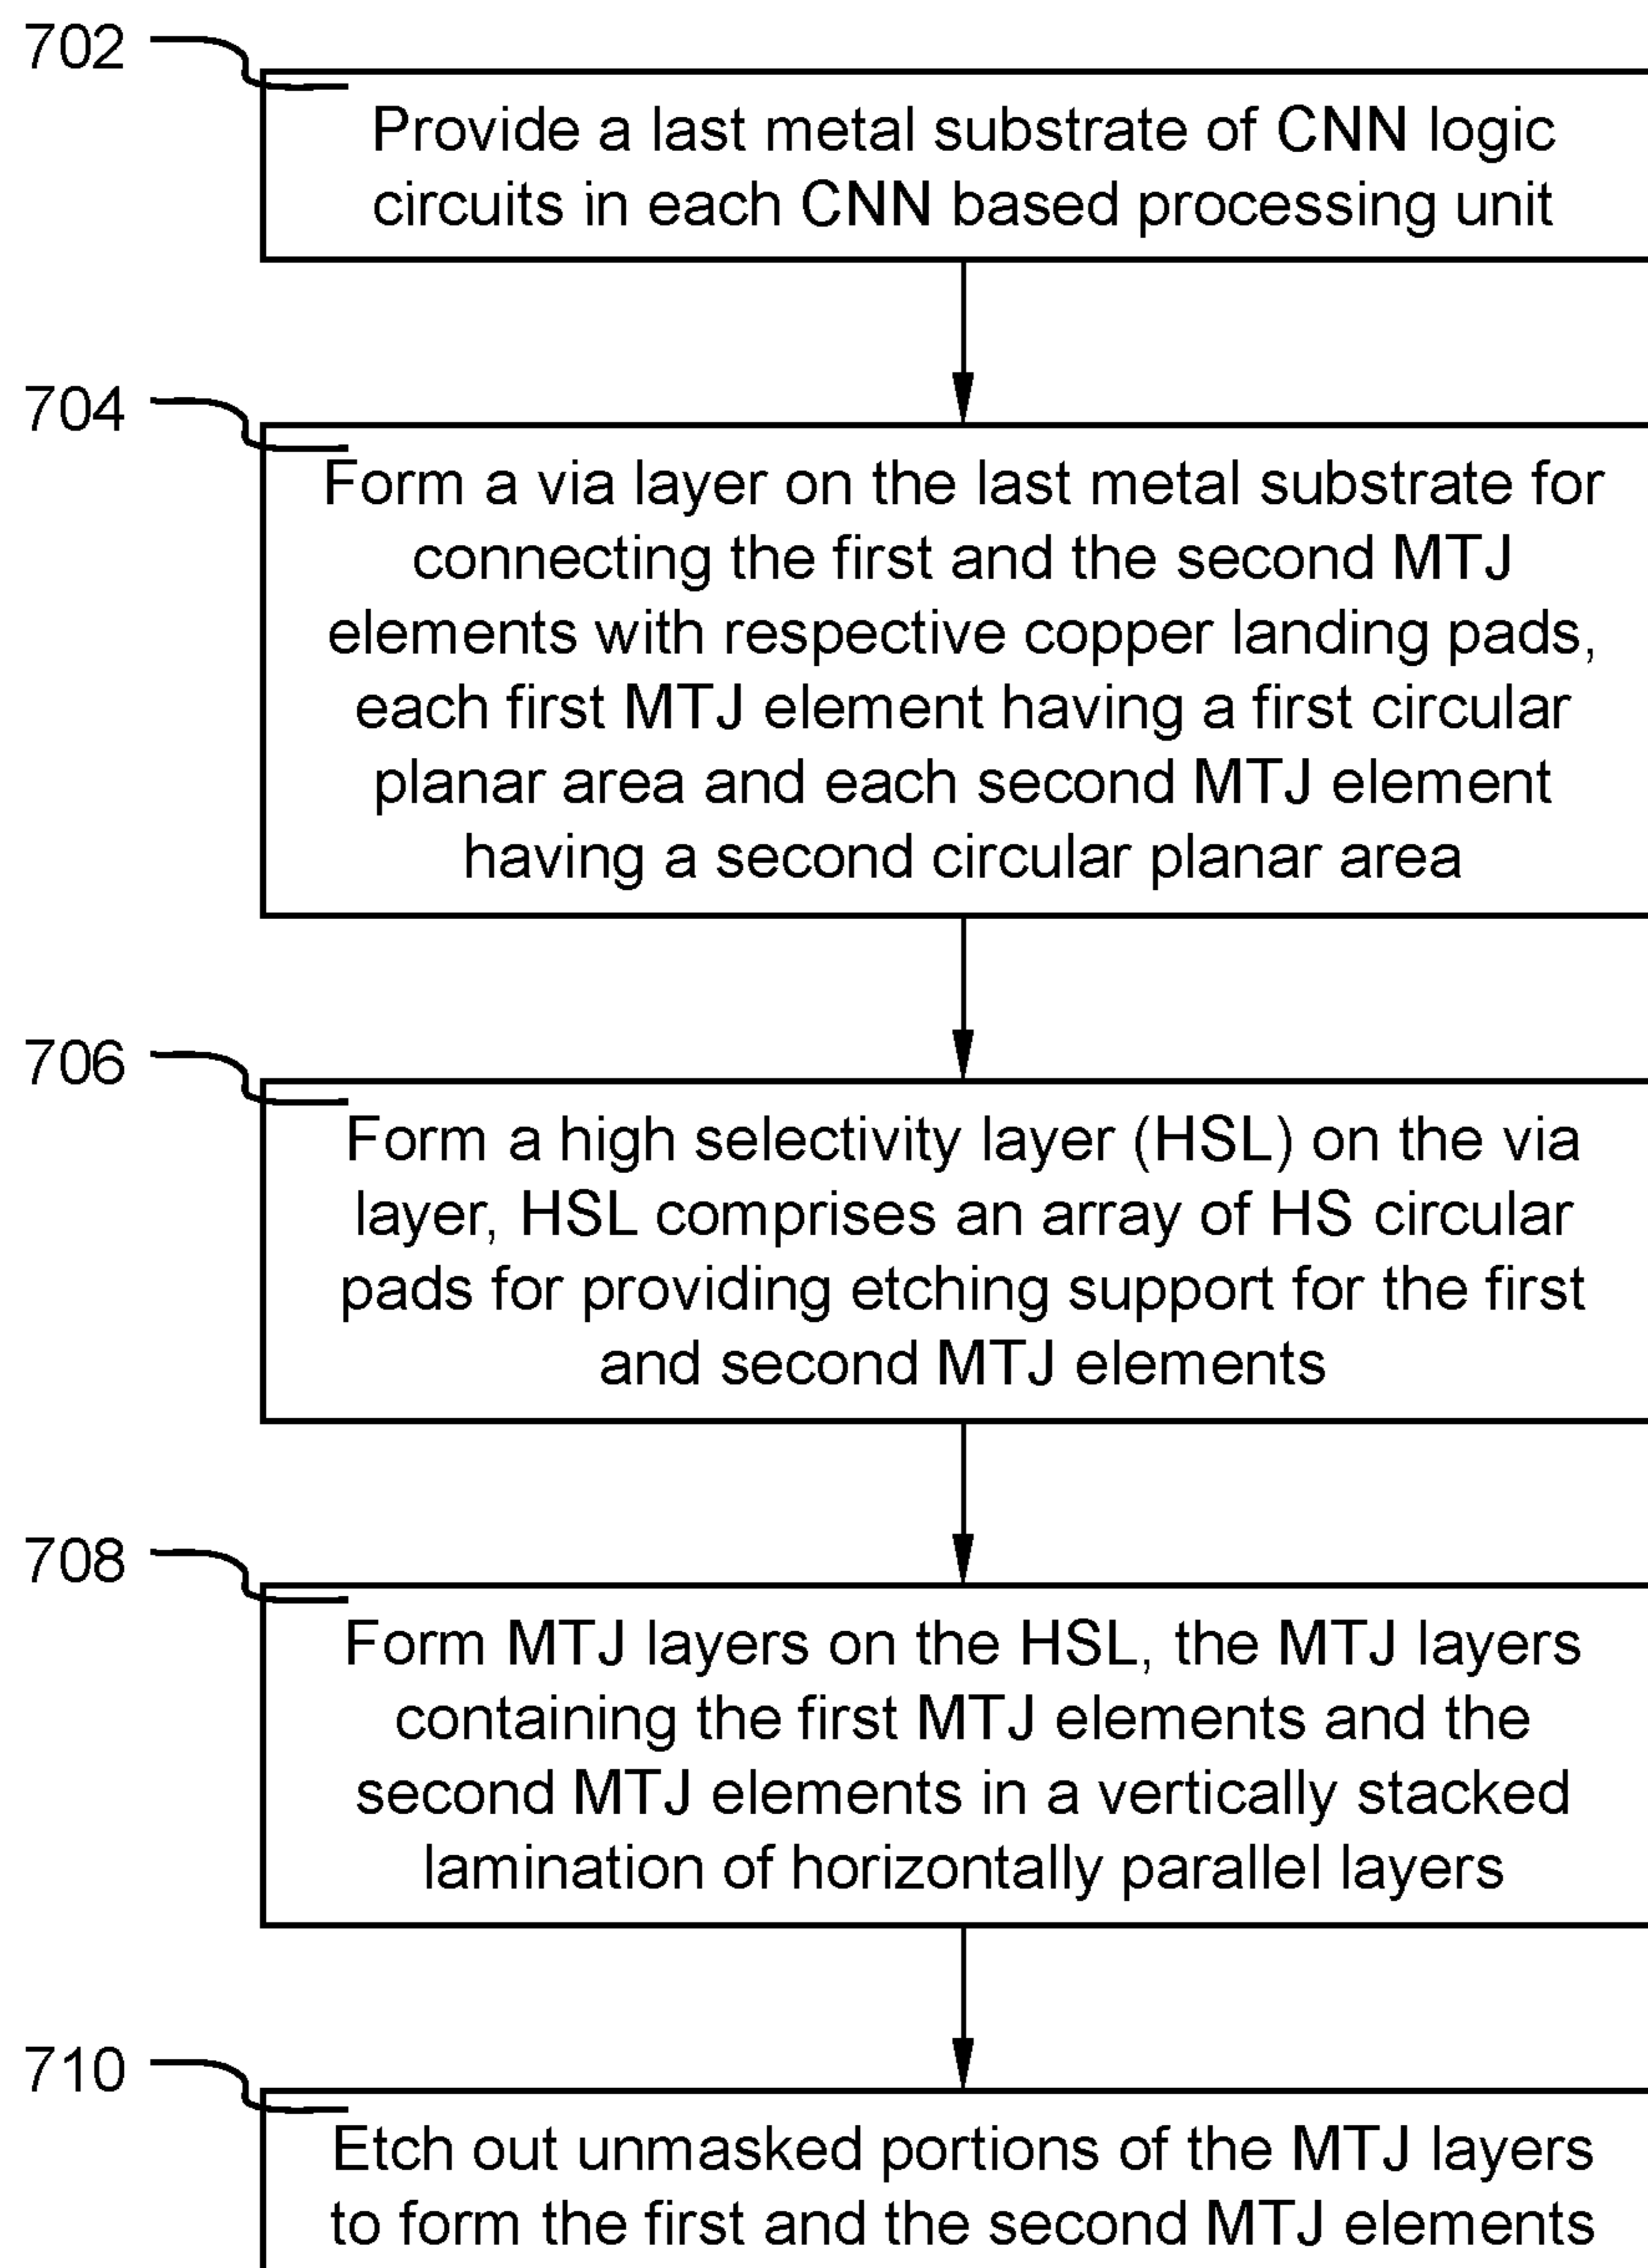 702
Provide a last metal substrate of CNN logic
circuits in each CNN based processing unit
704
Form a via layer on the last metal substrate for
connecting the first and the second MTJ
elements with respective copper landing pads,
each first MTJ element having a first circular
planar area and each second MTJ element
having a second circular planar area
706
Form a high selectivity layer (HSL) on the via
layer, HSL comprises an array of HS circular
pads for providing etching support for the first
and second MTJ elements
708
Form MTJ layers on the HSL, the MTJ layers
containing the first MTJ elements and the
second MTJ elements in a vertically stacked
lamination of horizontally parallel layers
710
Etch out unmasked portions of the MTJ layers
to form the first and the second MTJ elements